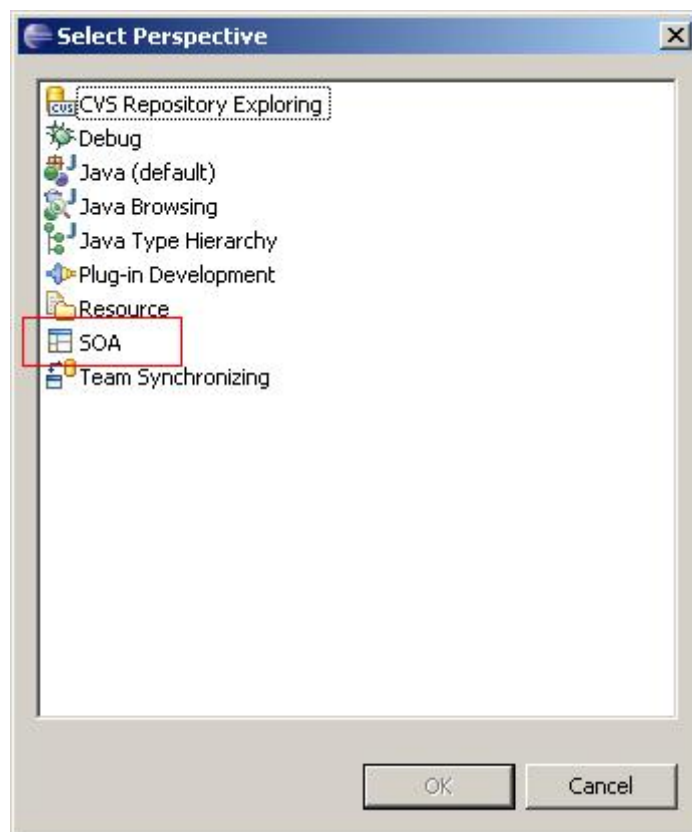 Select Perspective
CVS Repository Exploring
Debug
Java (default)
Java Browsing
Java Type Hierarchy
Plug-in Development
Resource
SOA
Team Synchronizing
OK Cancel